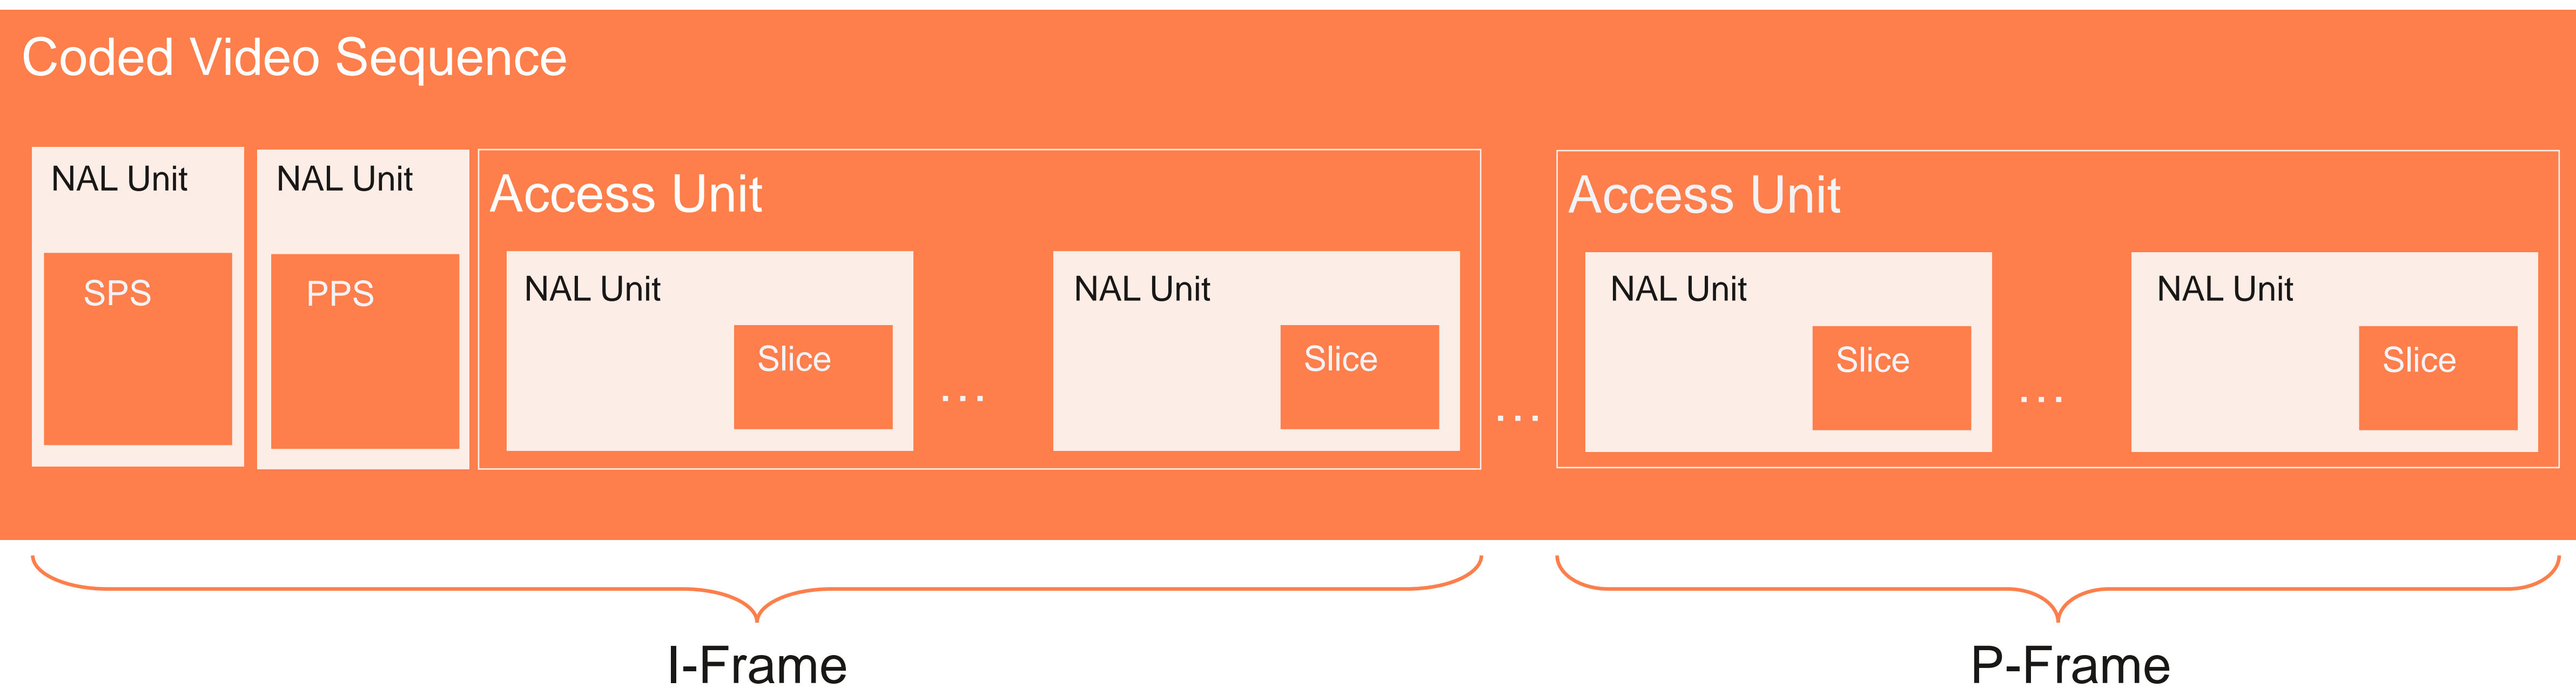 Coded Video Sequence
NAL Unit
SPS
NAL Unit
PPS
Access Unit
NAL Unit
Slice
...
NAL Unit
Slice
...
Access Unit
NAL Unit
Slice
...
NAL Unit
Slice
I-Frame
P-Frame